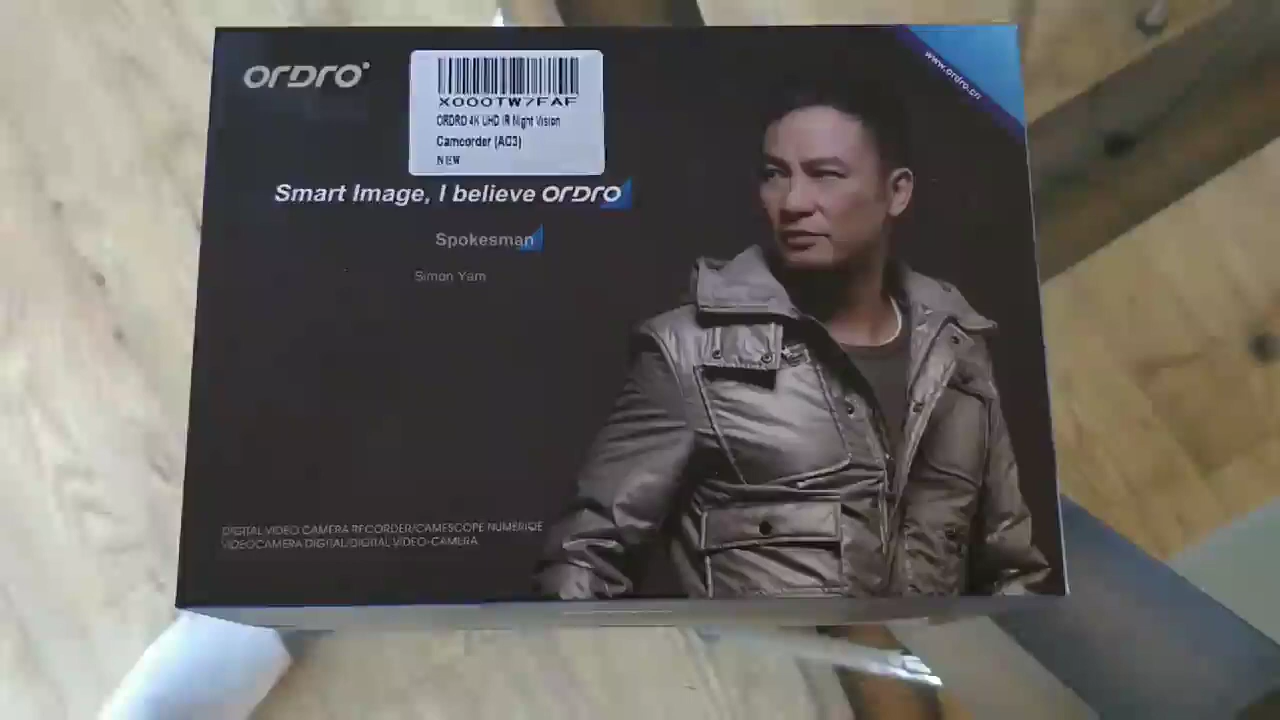 ORDRO
X000TW7FAF
ORDRO 4K UHD IR Night Vision
Camcorder (AC3)
NEW
www.ordro.cn
Smart Image, I believe ORDRO
Spokesman
Simon Yam
DIGITAL VIDEO CAMERA RECORDER/CAMESCOPE NUMERIQE
VIDEOCAMERA DIGITAL/DIGITAL VIDEO-CAMERA